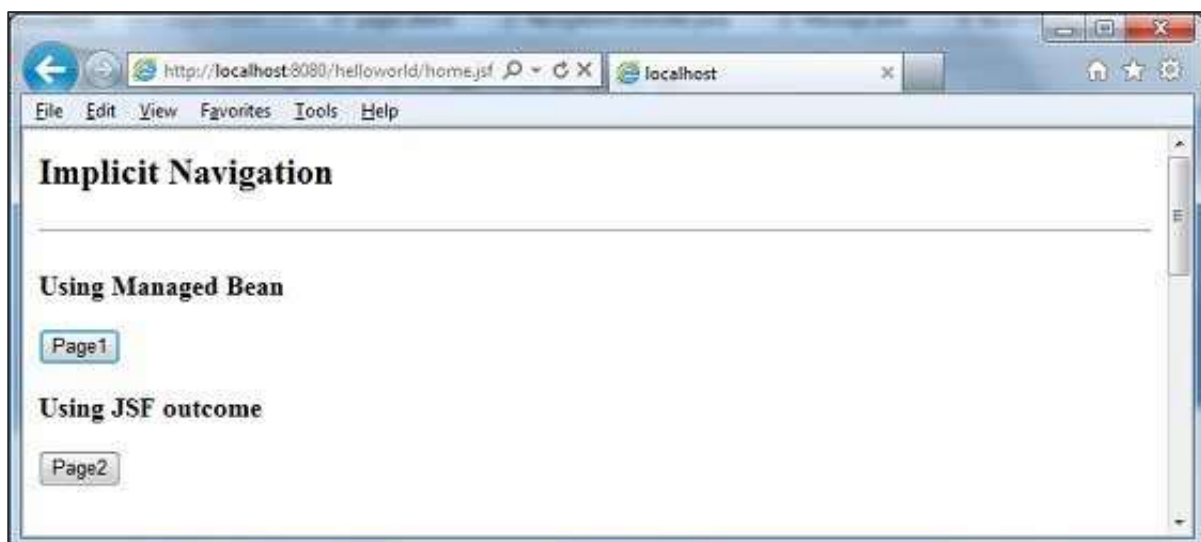 http://localhost:8080/helloworld/home.jsf
localhost
File Edit View Favorites Tools Help
Implicit Navigation
Using Managed Bean
Page1
Using JSF outcome
Page2